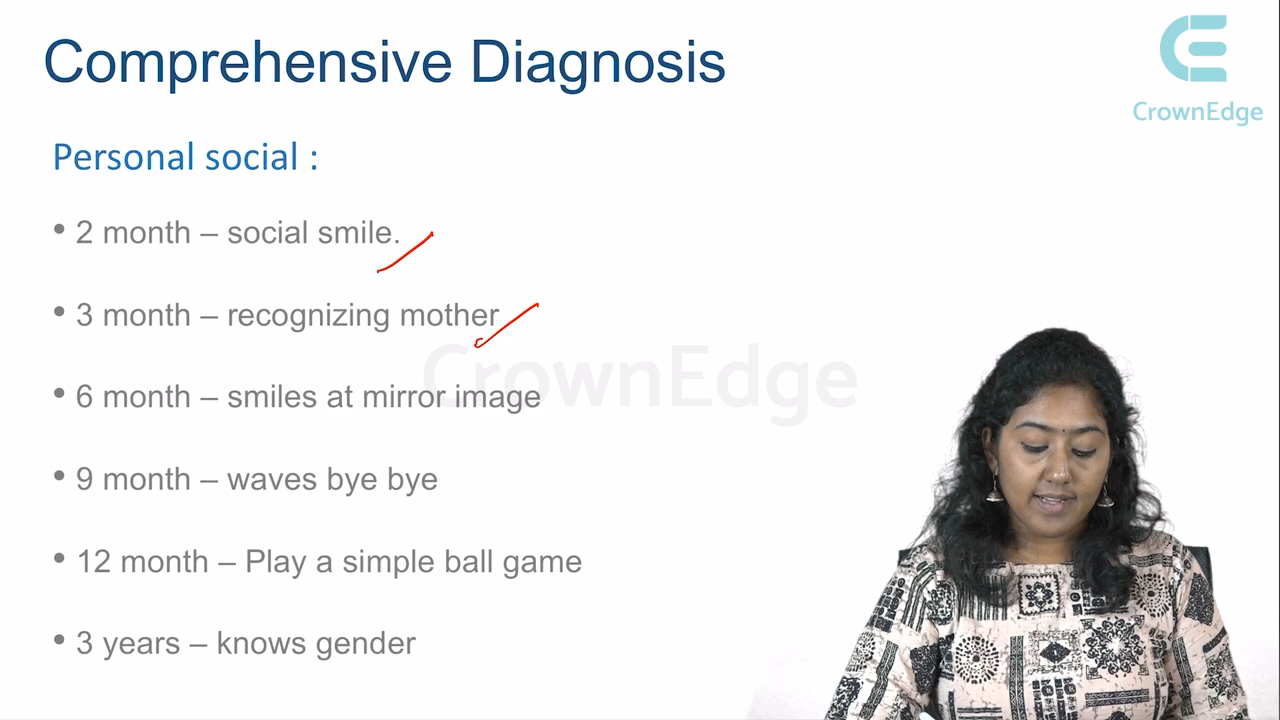 Comprehensive Diagnosis
CrownEdge
Personal social :
• 2 month – social smile.
• 3 month – recognizing mother
CrownEdge
• 6 month – smiles at mirror image
• 9 month – waves bye bye
• 12 month – Play a simple ball game
• 3 years – knows gender